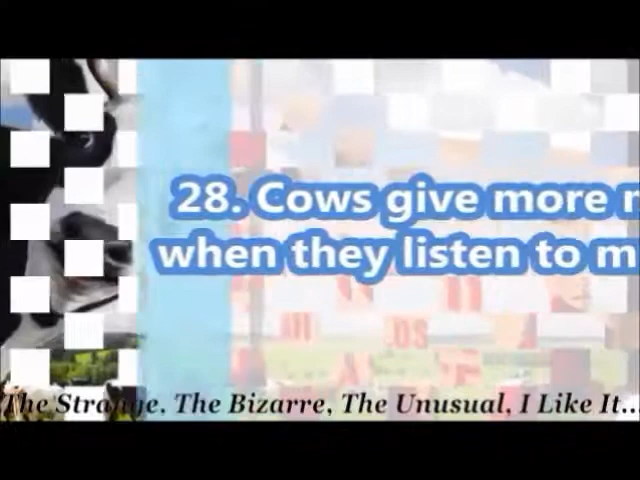 28. Cows give more
when they listen to
The Strange. The Bizarre, The Unusual, I Like It...